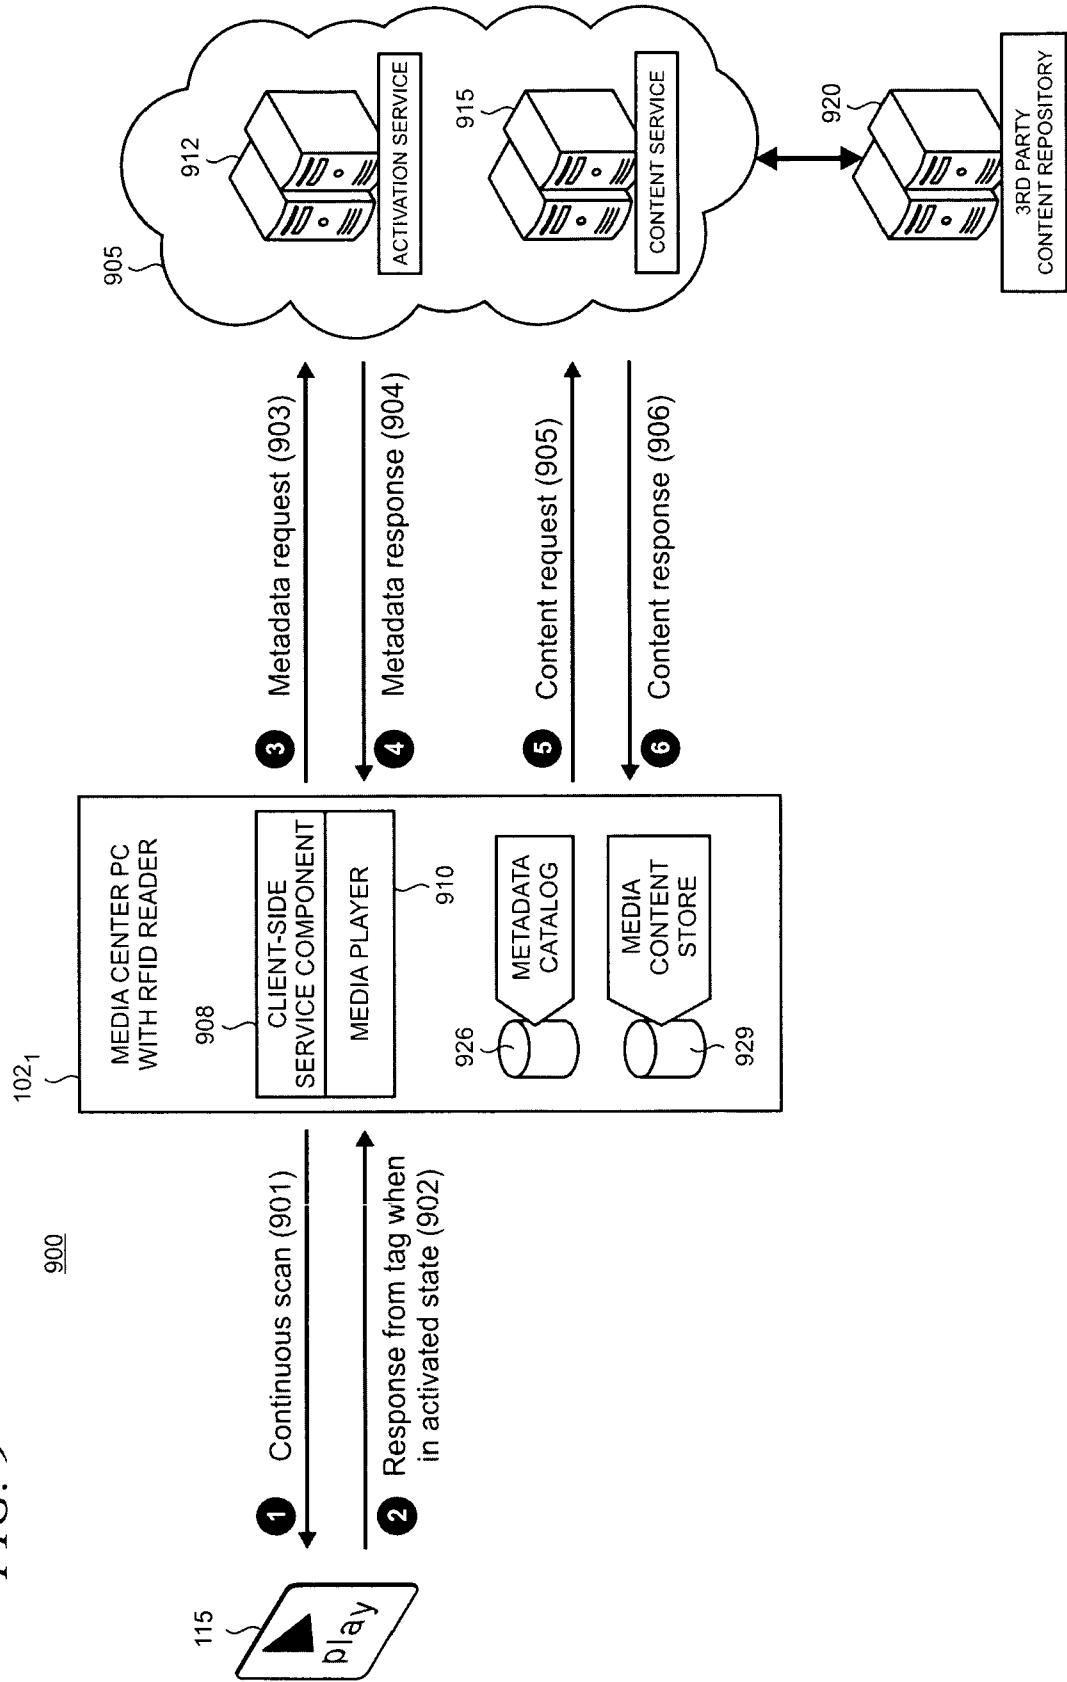 900
115
play
1
Continuous scan (901)
2
Response from tag when
in activated state (902)
102₁
MEDIA CENTER PC
WITH RFID READER
908
CLIENT-SIDE
SERVICE COMPONENT
MEDIA PLAYER
910
926
METADATA
CATALOG
929
MEDIA
CONTENT
STORE
3
Metadata request (903)
4
Metadata response (904)
5
Content request (905)
6
Content response (906)
905
912
ACTIVATION SERVICE
915
CONTENT SERVICE
920
3RD PARTY
CONTENT REPOSITORY